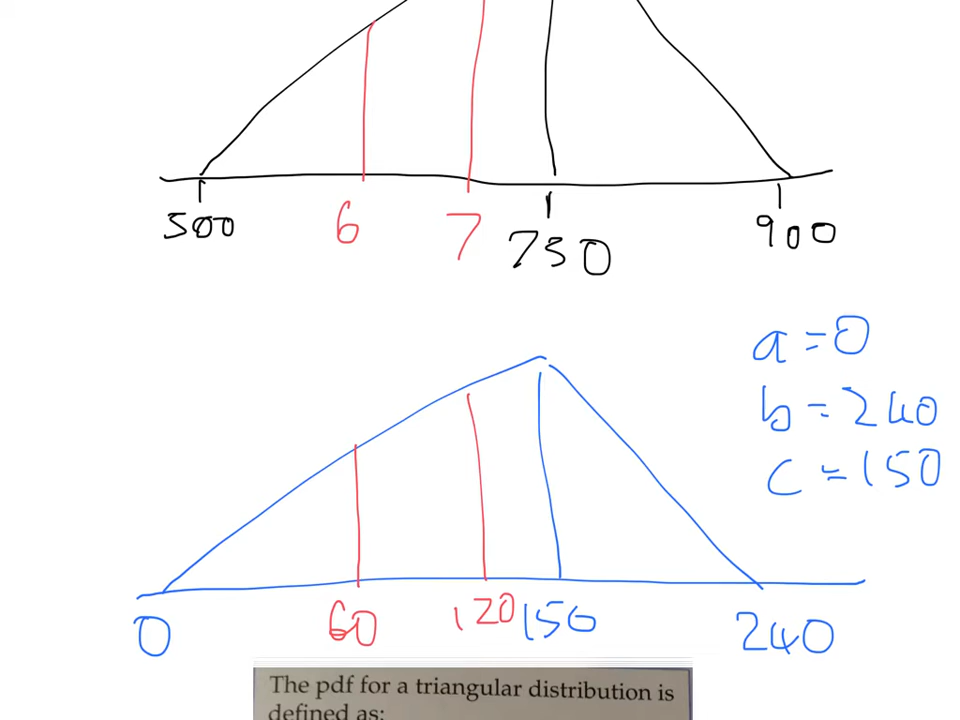 500 6 7 730 900
a = 0
b = 240
c = 150
0 60 120 150 240
The pdf for a triangular distribution is
defined as: